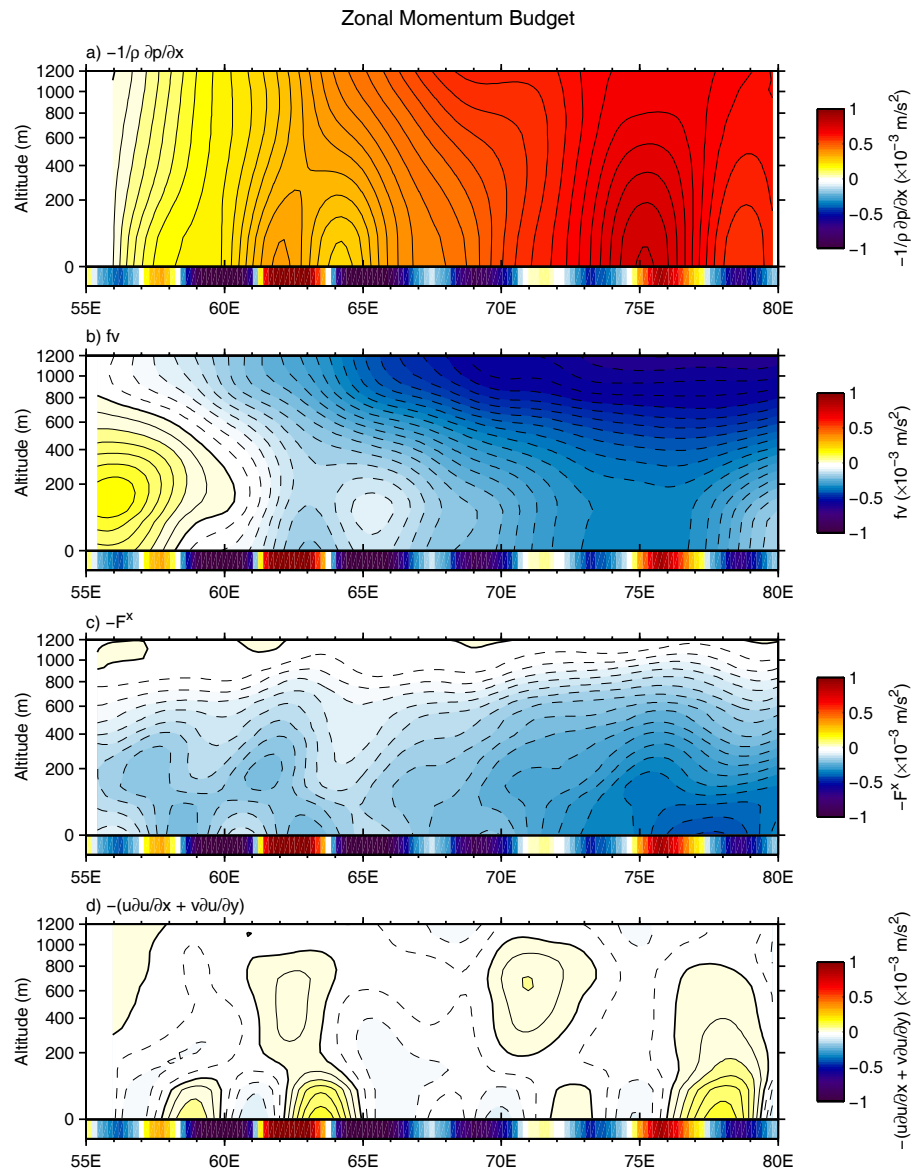 Zonal Momentum Budget
a) −1/ρ ∂p/∂x
1200
1000
800
600
400
200
0
Altitude (m)
55E 60E 65E 70E 75E 80E
1
0.5
0
−0.5
−1
−1/ρ ∂p/∂x (×10⁻³ m/s²)
b) fv
1200
1000
800
600
400
200
0
Altitude (m)
55E 60E 65E 70E 75E 80E
1
0.5
0
−0.5
−1
fv (×10⁻³ m/s²)
c) −Fˣ
1200
1000
800
600
400
200
0
Altitude (m)
55E 60E 65E 70E 75E 80E
1
0.5
0
−0.5
−1
−Fˣ (×10⁻³ m/s²)
d) −(u∂u/∂x + v∂u/∂y)
1200
1000
800
600
400
200
0
Altitude (m)
55E 60E 65E 70E 75E 80E
1
0.5
0
−0.5
−1
−(u∂u/∂x + v∂u/∂y) (×10⁻³ m/s²)